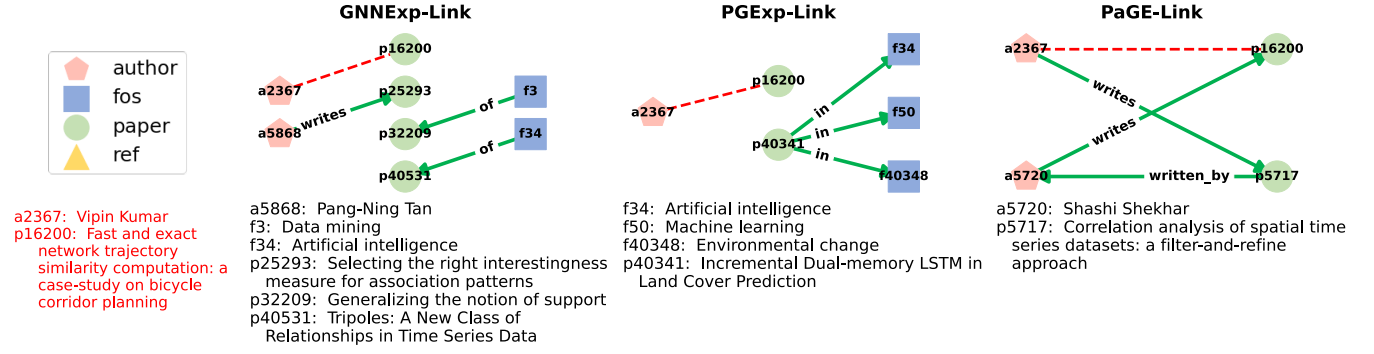 GNNExp-Link
PGExp-Link
PaGE-Link
author
fos
paper
ref
p16200
a2367
p25293
a5868
writes
p32209
of
f3
of
f34
p40531
f34
p16200
a2367
in
in
f50
p40341
in
f40348
a2367
p16200
writes
writes
a5720
written_by
p5717
a2367: Vipin Kumar
p16200: Fast and exact
network trajectory
similarity computation: a
case-study on bicycle
corridor planning
a5868: Pang-Ning Tan
f3: Data mining
f34: Artificial intelligence
p25293: Selecting the right interestingness
measure for association patterns
p32209: Generalizing the notion of support
p40531: Tripoles: A New Class of
Relationships in Time Series Data
f34: Artificial intelligence
f50: Machine learning
f40348: Environmental change
p40341: Incremental Dual-memory LSTM in
Land Cover Prediction
a5720: Shashi Shekhar
p5717: Correlation analysis of spatial time
series datasets: a filter-and-refine
approach